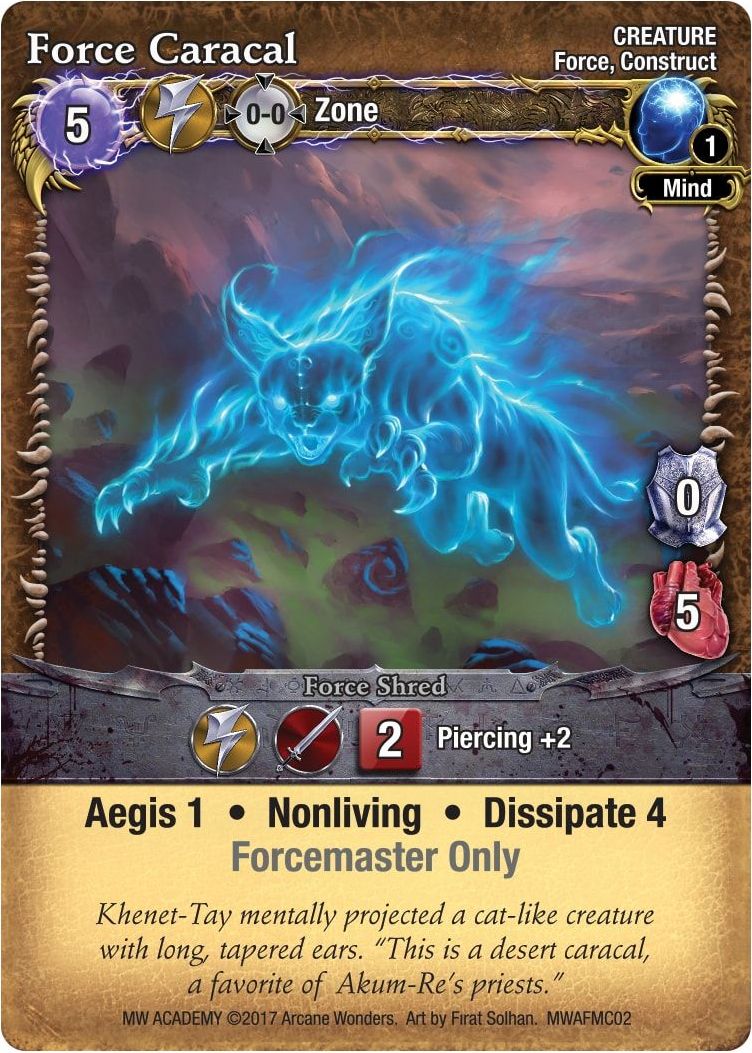 Force Caracal
CREATURE
Force, Construct
5
0-0 Zone
1
Mind
0
5
Force Shred
2 Piercing +2
Aegis 1 • Nonliving • Dissipate 4
Forcemaster Only
Khenet-Tay mentally projected a cat-like creature
with long, tapered ears. “This is a desert caracal,
a favorite of Akum-Re’s priests.”
MW ACADEMY ©2017 Arcane Wonders. Art by Fırat Solhan. MWAFMC02